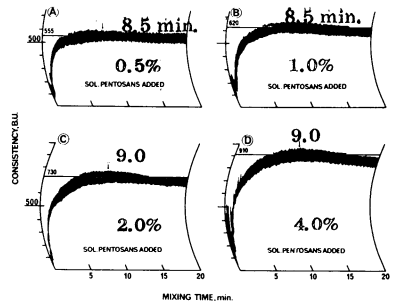 A
8.5 min.
555
500
0.5%
SOL. PENTOSANS ADDED
B
8.5 min.
620
1.0%
SOL. PENTOSANS ADDED
CONSISTENCY, B.U.
C
9.0
730
500
2.0%
SOL. PENTOSANS ADDED
5 10 15 20
D
9.0
910
4.0%
SOL. PENTOSANS ADDED
5 10 15 20
MIXING TIME, min.